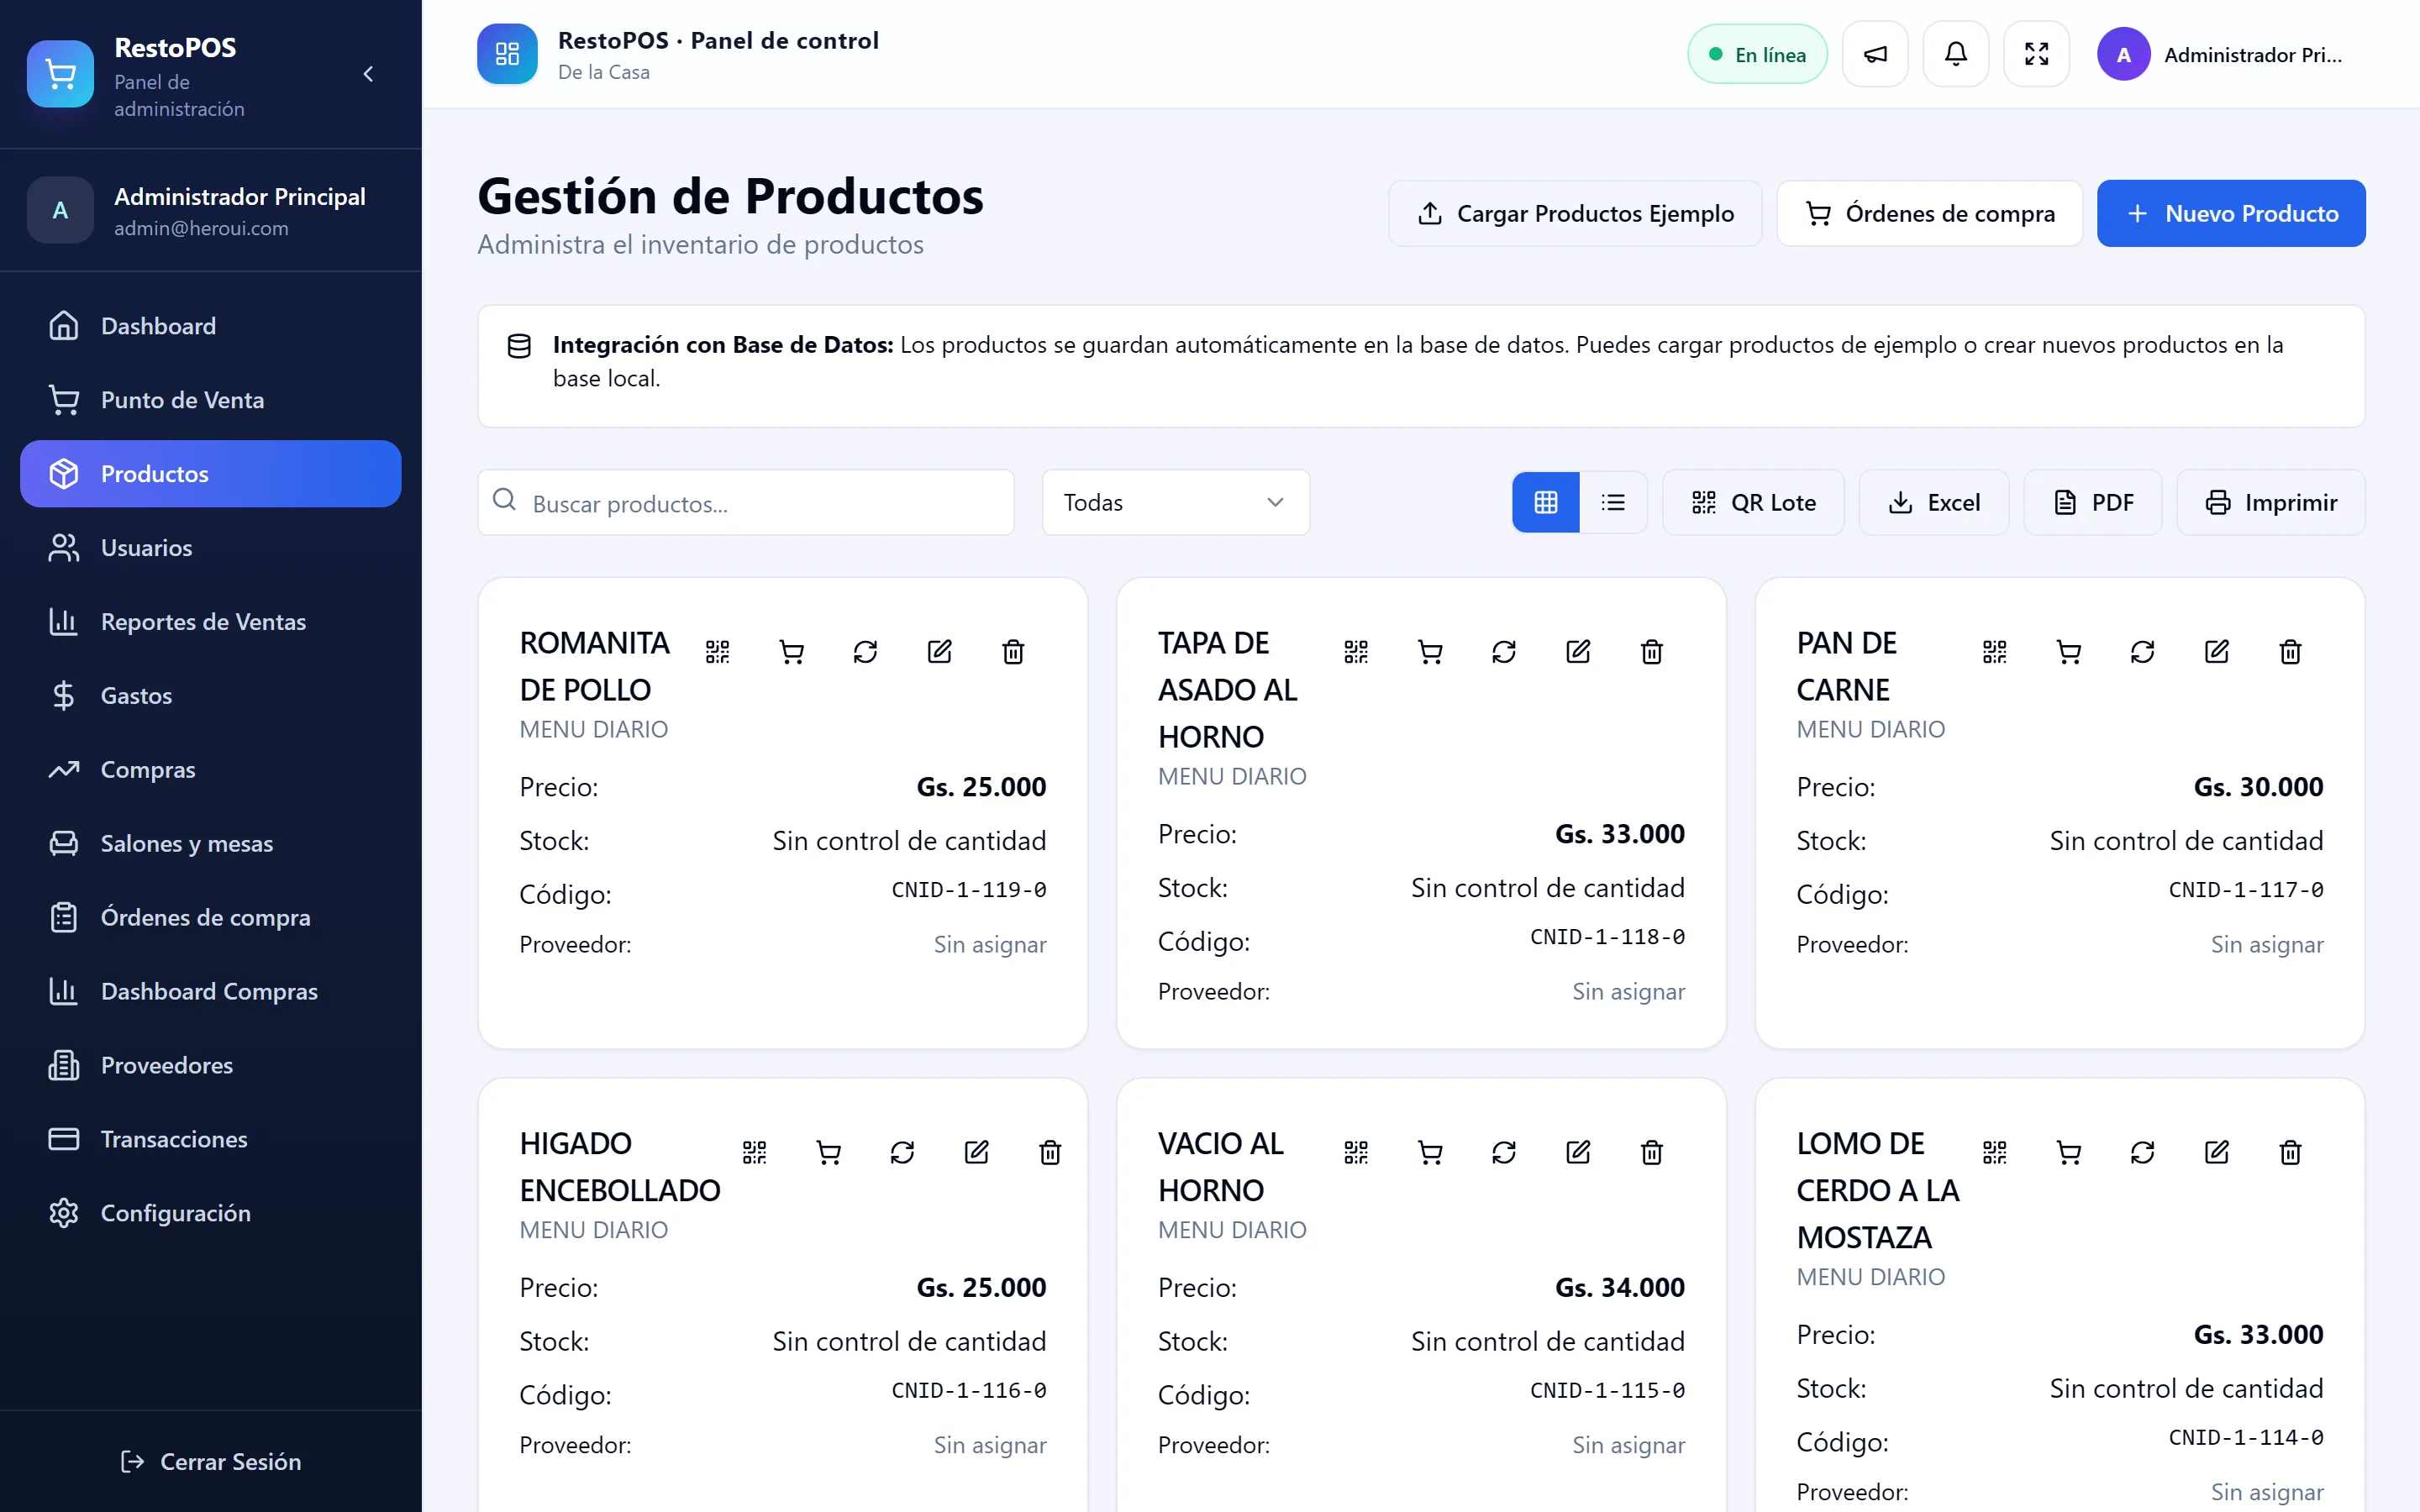 RestoPOS
Panel de
administración
A
Administrador Principal
admin@heroui.com
Dashboard
Punto de Venta
Productos
Usuarios
Reportes de Ventas
Gastos
Compras
Salones y mesas
Órdenes de compra
Dashboard Compras
Proveedores
Transacciones
Configuración
Cerrar Sesión
RestoPOS · Panel de control
De la Casa
En línea
A
Administrador Pri...
Gestión de Productos
Administra el inventario de productos
Cargar Productos Ejemplo
Órdenes de compra
Nuevo Producto
Integración con Base de Datos: Los productos se guardan automáticamente en la base de datos. Puedes cargar productos de ejemplo o crear nuevos productos en la
base local.
Buscar productos...
Todas
QR Lote
Excel
PDF
Imprimir
ROMANITA
DE POLLO
MENU DIARIO
Precio: Gs. 25.000
Stock: Sin control de cantidad
Código: CNID-1-119-0
Proveedor: Sin asignar
TAPA DE
ASADO AL
HORNO
MENU DIARIO
Precio: Gs. 33.000
Stock: Sin control de cantidad
Código: CNID-1-118-0
Proveedor: Sin asignar
PAN DE
CARNE
MENU DIARIO
Precio: Gs. 30.000
Stock: Sin control de cantidad
Código: CNID-1-117-0
Proveedor: Sin asignar
HIGADO
ENCEBOLLADO
MENU DIARIO
Precio: Gs. 25.000
Stock: Sin control de cantidad
Código: CNID-1-116-0
Proveedor: Sin asignar
VACIO AL
HORNO
MENU DIARIO
Precio: Gs. 34.000
Stock: Sin control de cantidad
Código: CNID-1-115-0
Proveedor: Sin asignar
LOMO DE
CERDO A LA
MOSTAZA
MENU DIARIO
Precio: Gs. 33.000
Stock: Sin control de cantidad
Código: CNID-1-114-0
Proveedor: Sin asignar